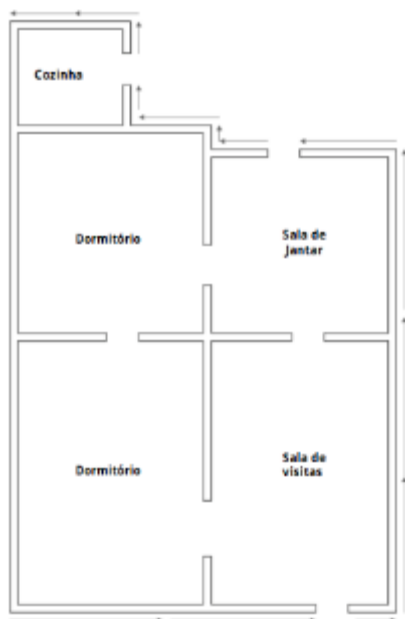 Cozinha
Dormitório
Sala de
Jantar
Dormitório
Sala de
visitas